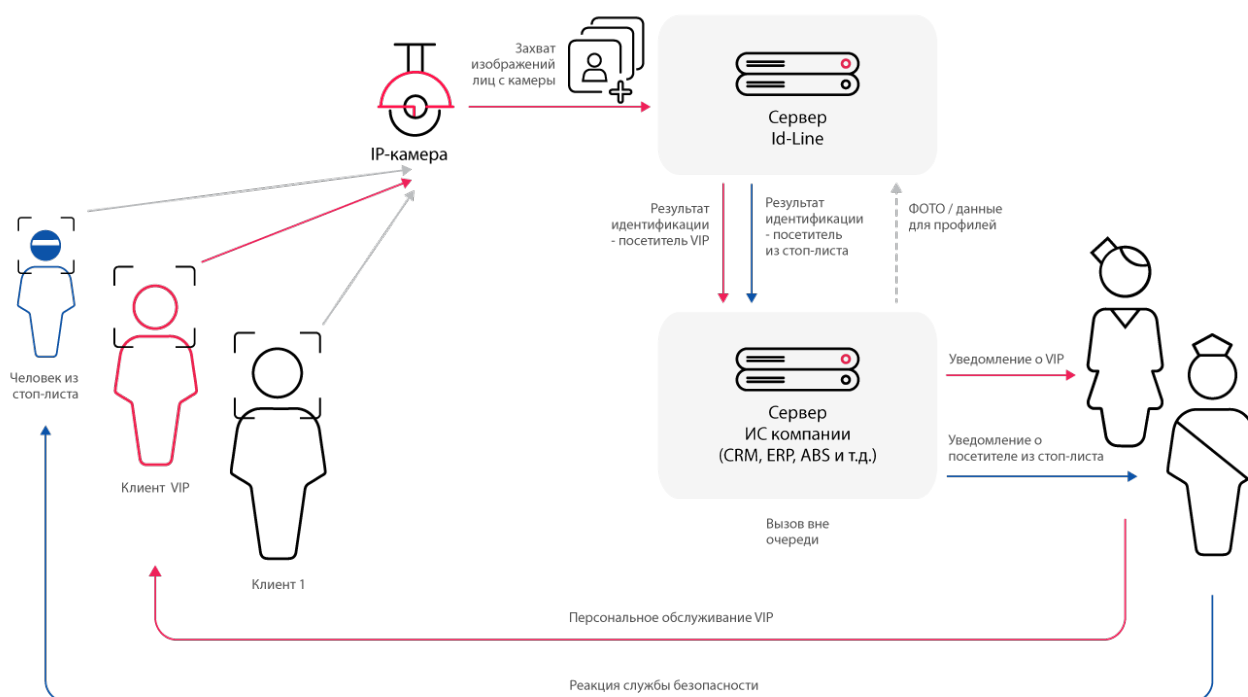 Захват
изображений
лиц с камеры
Сервер
Id-Line
IP-камера
Результат
идентификации
- посетитель VIP
Результат
идентификации
- посетитель
из стоп-листа
ФОТО / данные
для профилей
Человек из
стоп-листа
Клиент VIP
Клиент 1
Сервер
ИС компании
(CRM, ERP, ABS и т.д.)
Уведомление о VIP
Уведомление о
посетителе из стоп-листа
Вызов вне
очереди
Персональное обслуживание VIP
Реакция службы безопасности